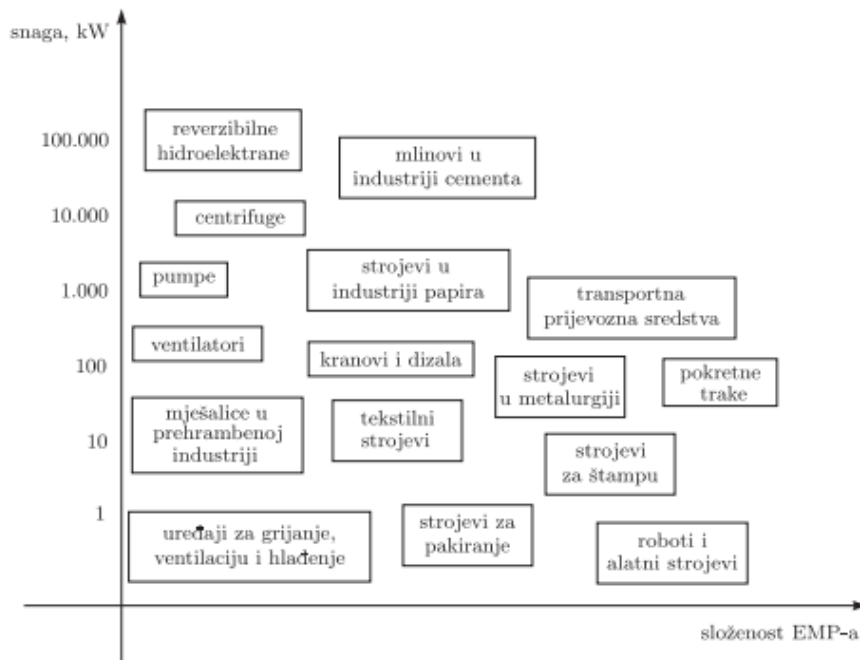 snaga, kW
100.000
10.000
1.000
100
10
1
reverzibilne
hidroelektrane
mlinovi u
industriji cementa
centrifuge
pumpe
strojevi u
industriji papira
transportna
prijevozna sredstva
ventilatori
kranovi i dizala
strojevi
u metalurgiji
pokretne
trake
mješalice u
prehrambenoj
industriji
tekstilni
strojevi
strojevi
za štampu
uređaji za grijanje,
ventilaciju i hlađenje
strojevi za
pakiranje
roboti i
alatni strojevi
složenost EMP-a